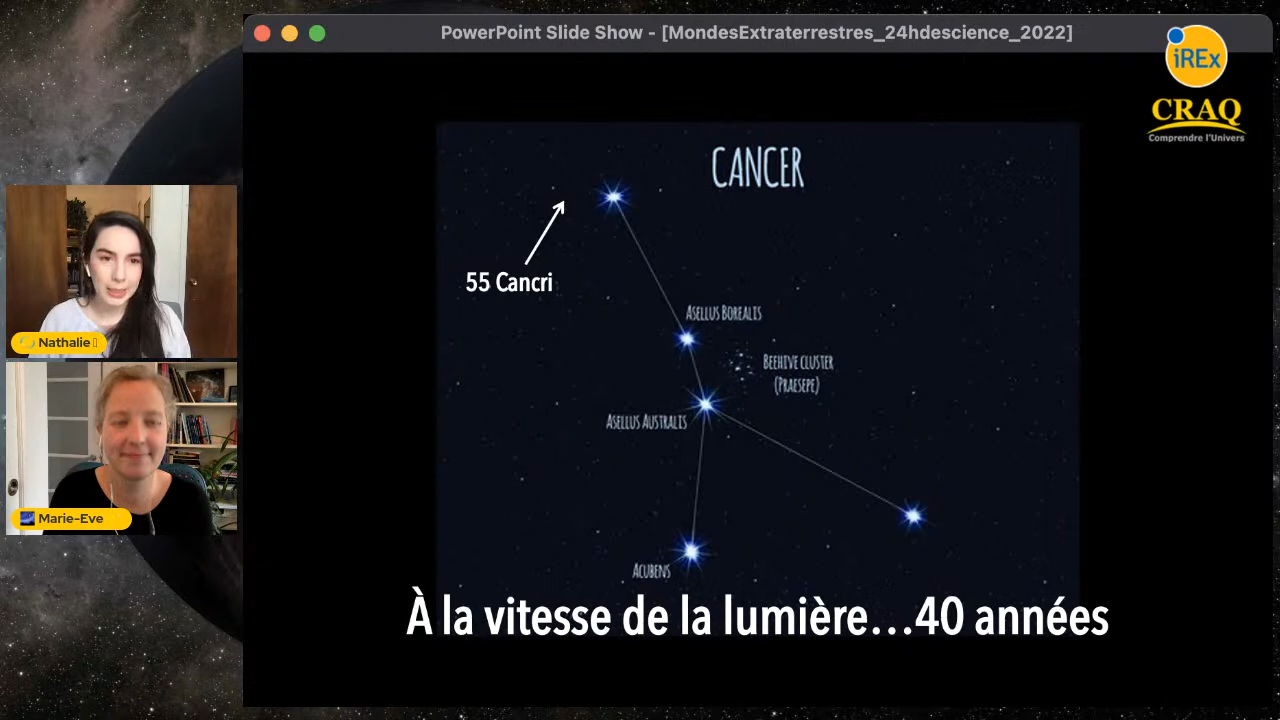 PowerPoint Slide Show - [MondesExtraterrestres_24hdescience_2022]
iREx
CRAQ
Comprendre l'Univers
CANCER
55 Cancri
Asellus Borealis
Beehive cluster
(Praesepe)
Asellus Australis
Acubens
À la vitesse de la lumière...40 années
Nathalie
Marie-Eve